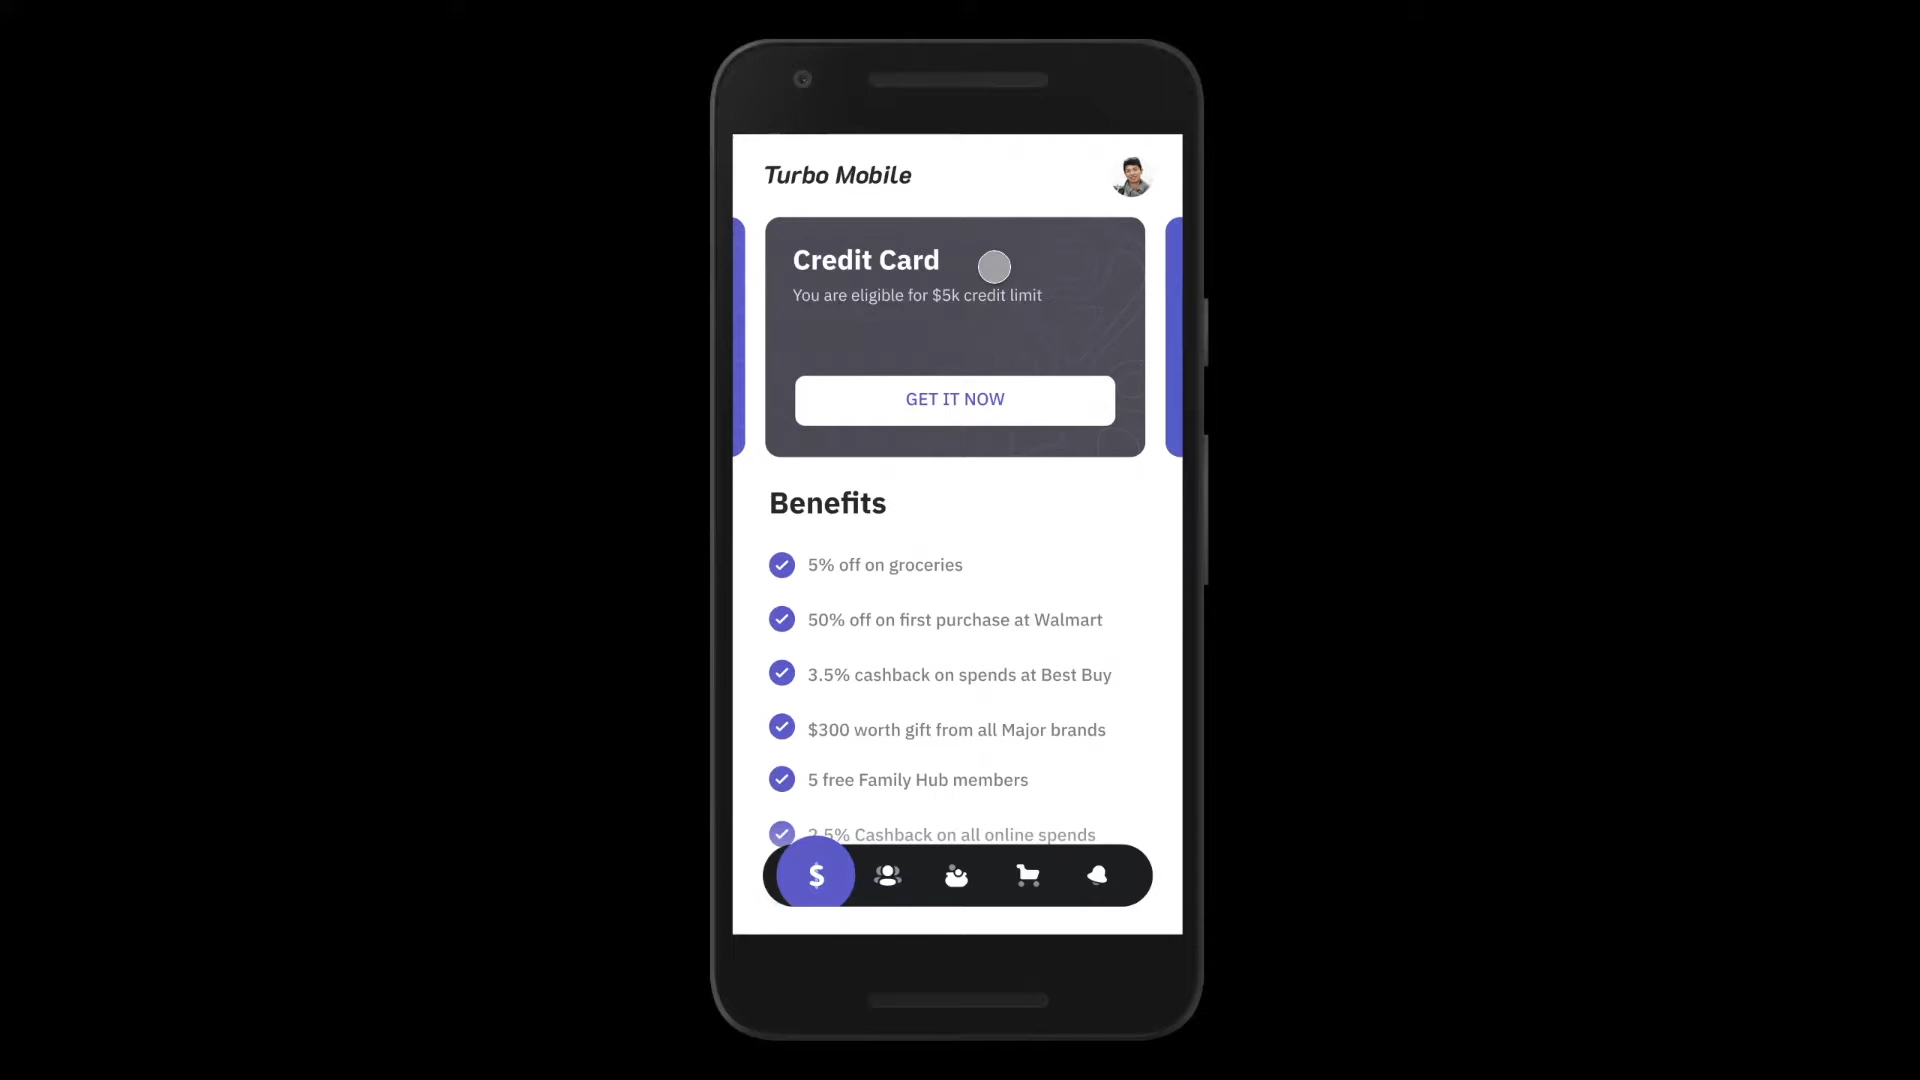 Turbo Mobile
Credit Card
You are eligible for $5k credit limit
GET IT NOW
Benefits
5% off on groceries
50% off on first purchase at Walmart
3.5% cashback on spends at Best Buy
$300 worth gift from all Major brands
5 free Family Hub members
2.5% Cashback on all online spends
$